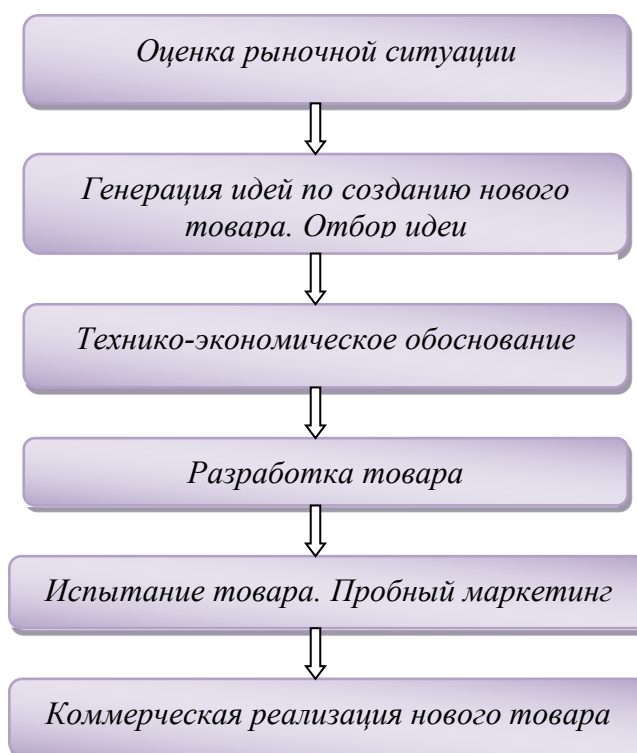 Оценка рыночной ситуации
Генерация идей по созданию нового
товара. Отбор идеи
Технико-экономическое обоснование
Разработка товара
Испытание товара. Пробный маркетинг
Коммерческая реализация нового товара